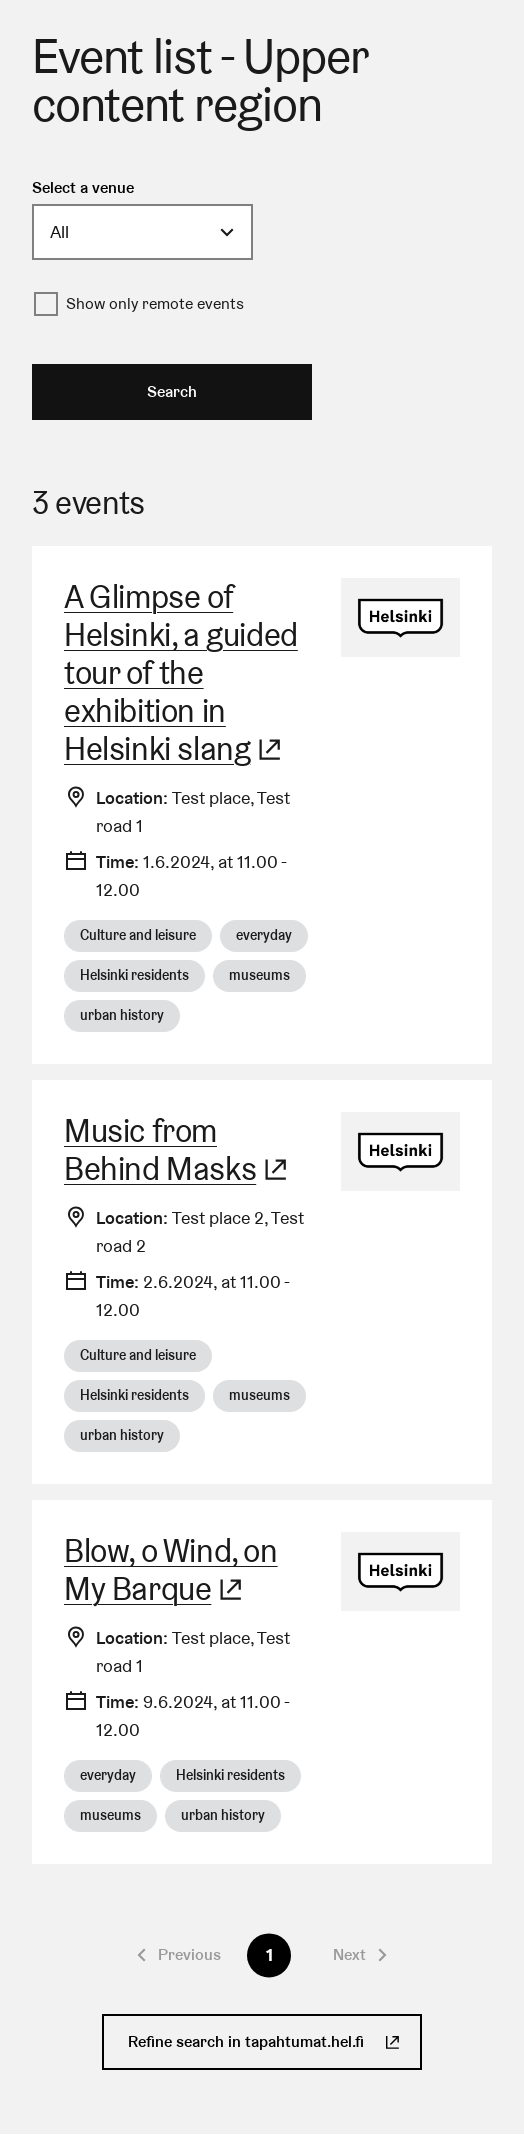 Event list - Upper
content region
Select a venue
All
Show only remote events
Search
3 events
A Glimpse of
Helsinki, a guided
tour of the
exhibition in
Helsinki slang
Helsinki
Location: Test place, Test
road 1
Time: 1.6.2024, at 11.00 -
12.00
Culture and leisure everyday
Helsinki residents museums
urban history
Music from
Behind Masks
Helsinki
Location: Test place 2, Test
road 2
Time: 2.6.2024, at 11.00 -
12.00
Culture and leisure
Helsinki residents museums
urban history
Blow, o Wind, on
My Barque
Helsinki
Location: Test place, Test
road 1
Time: 9.6.2024, at 11.00 -
12.00
everyday Helsinki residents
museums urban history
Previous 1 Next
Refine search in tapahtumat.hel.fi